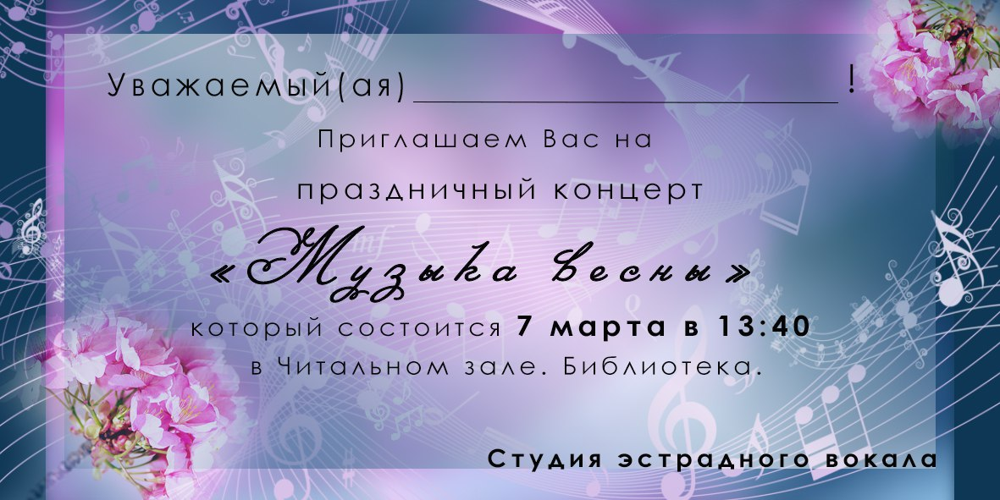 Уважаемый(ая)____________________!
Приглашаем Вас на
праздничный концерт
«Музыка весны»
который состоится 7 марта в 13:40
в Читальном зале. Библиотека.
Студия эстрадного вокала